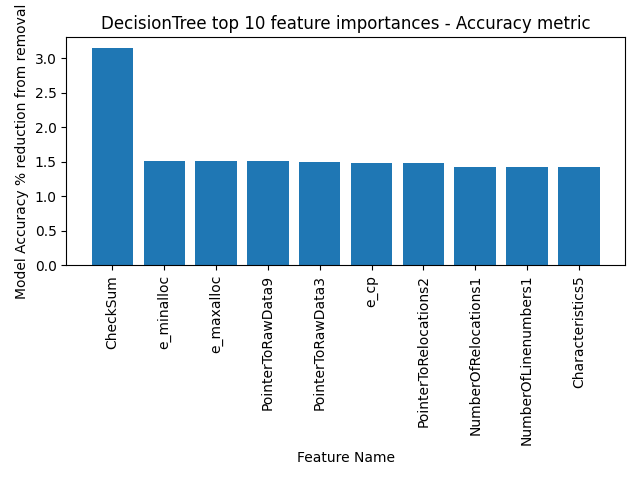 DecisionTree top 10 feature importances - Accuracy metric
Model Accuracy % reduction from removal
3.0
2.5
2.0
1.5
1.0
0.5
0.0
CheckSum
e_minalloc
e_maxalloc
PointerToRawData9
PointerToRawData3
e_cp
PointerToRelocations2
NumberOfRelocations1
NumberOfLinenumbers1
Characteristics5
Feature Name